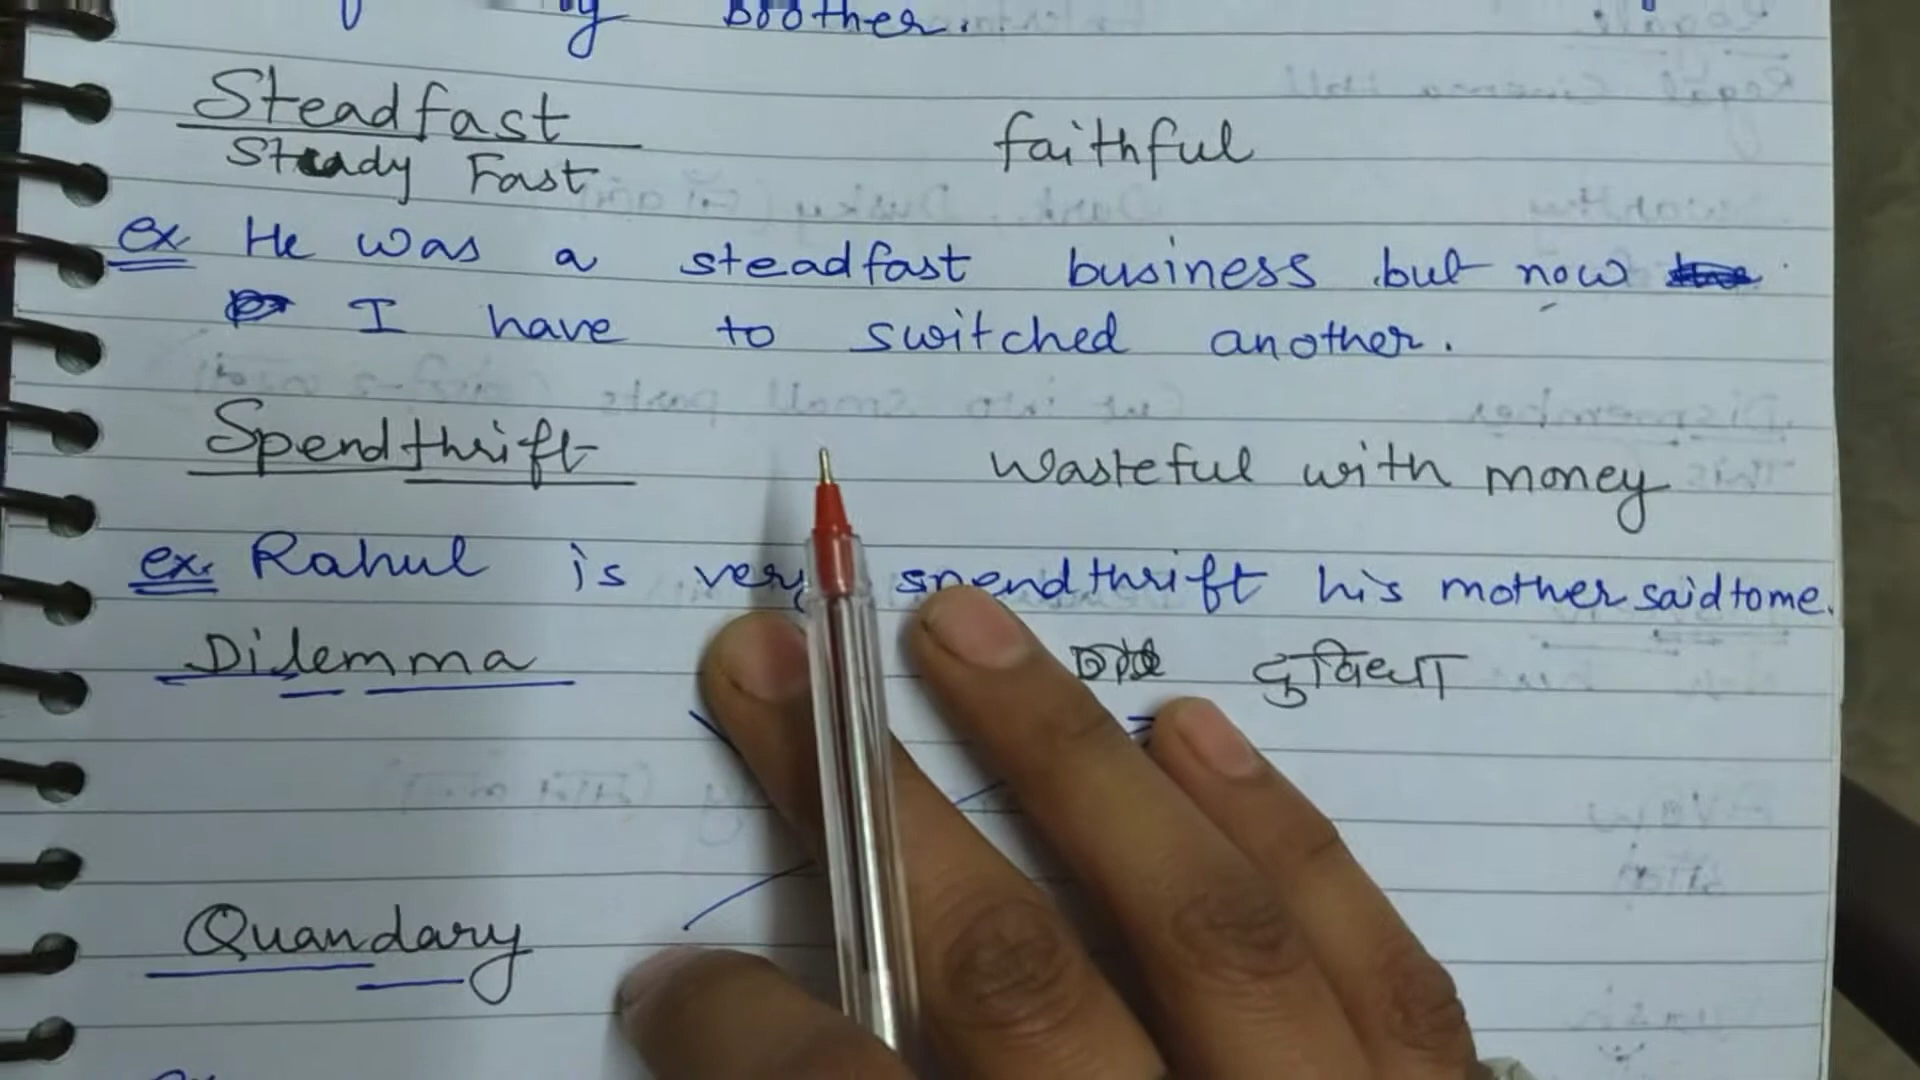 brother.
Steadfast faithful
Steady Fast
ex He was a steadfast business but now
I have to switched another.
Spendthrift Wasteful with money
ex. Rahul is very spendthrift his mother said to me.
Dilemma दुविधा
Quandary